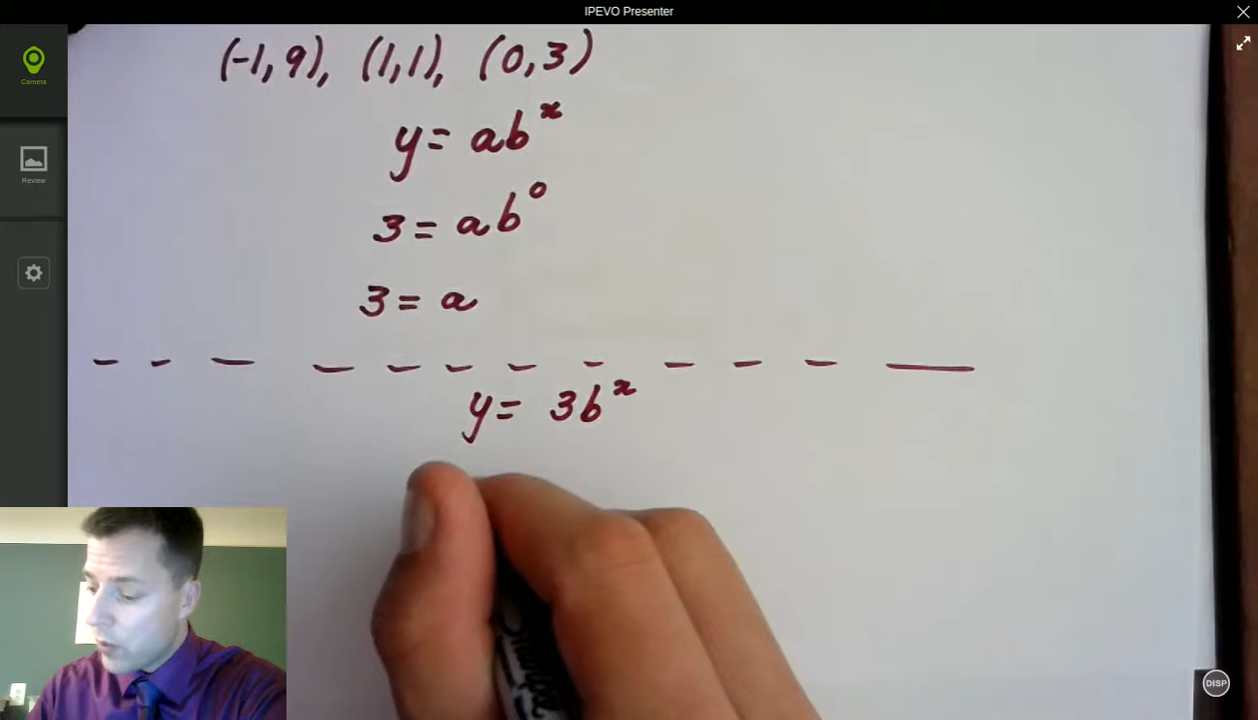 IPEVO Presenter
Camera
Review
(-1,9), (1,1), (0,3)
y= ab^x
3= ab^0
3= a
y= 3b^x
DISP